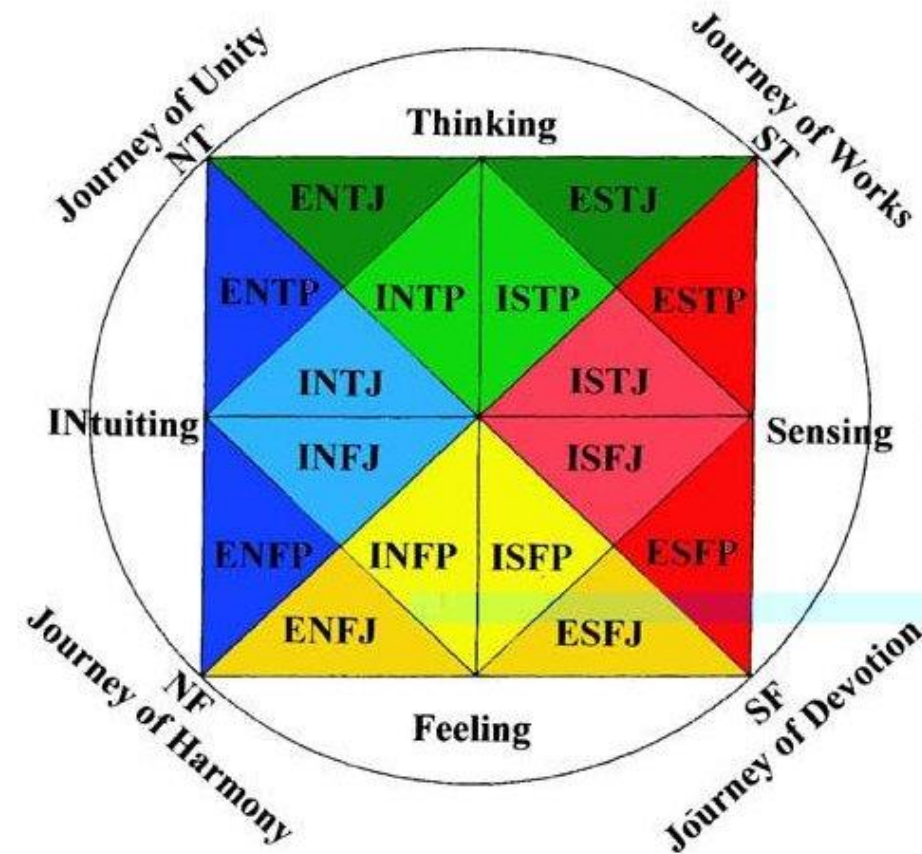 Journey of Unity
NT
Journey of Works
ST
Thinking
ENTJ
ESTJ
ENTP
INTP
ISTP
ESTP
INTJ
ISTJ
INtuiting
Sensing
INFJ
ISFJ
ENFP
INFP
ISFP
ESFP
ENFJ
ESFJ
NF
Journey of Harmony
Feeling
SF
Journey of Devotion